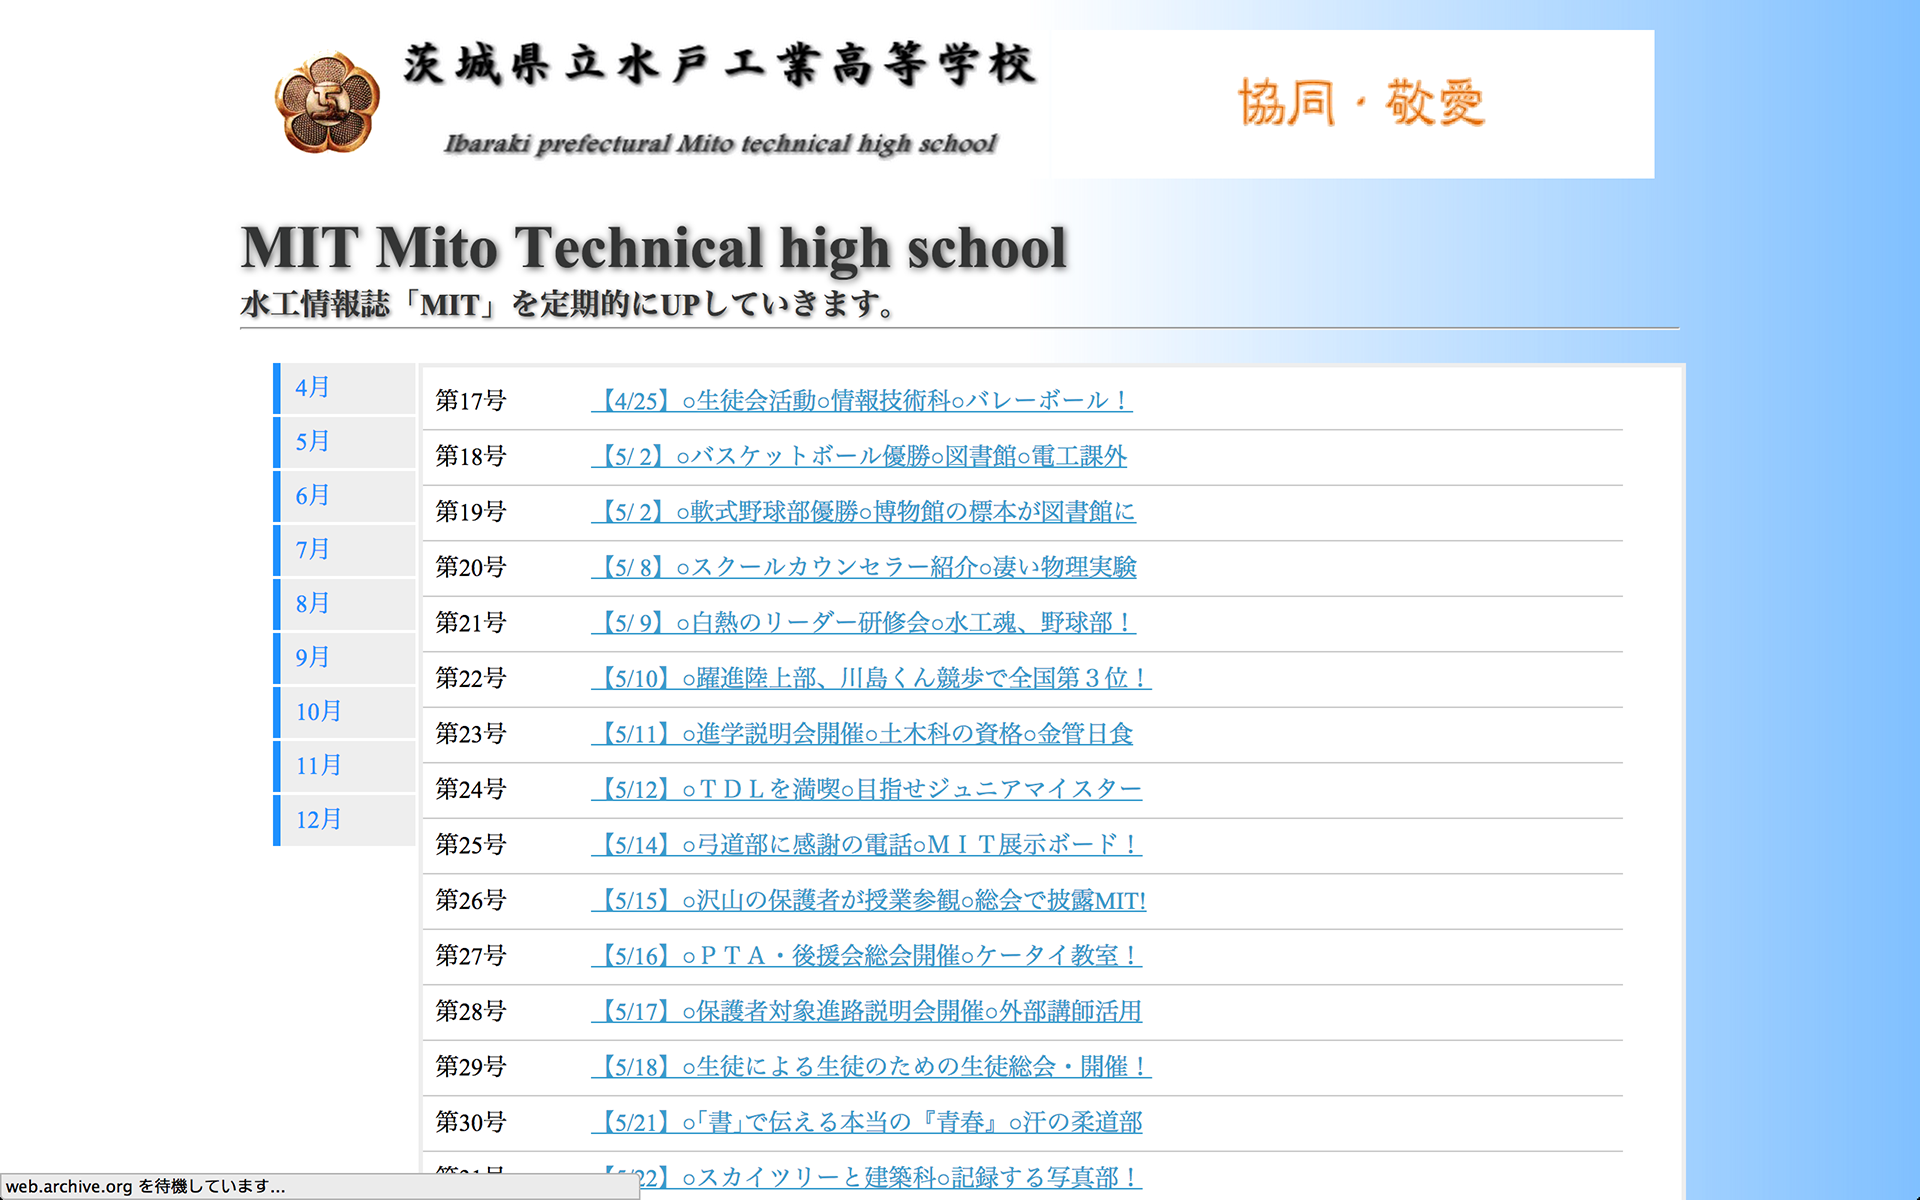 茨城県立水戸工業高等学校
Ibaraki prefectural Mito technical high school
協同・敬愛
MIT Mito Technical high school
水工情報誌「MIT」を定期的にUPしていきます。
4月
5月
6月
7月
8月
9月
10月
11月
12月
第17号 【4/25】○生徒会活動○情報技術科○バレーボール！
第18号 【5/ 2】○バスケットボール優勝○図書館○電工課外
第19号 【5/ 2】○軟式野球部優勝○博物館の標本が図書館に
第20号 【5/ 8】○スクールカウンセラー紹介○凄い物理実験
第21号 【5/ 9】○白熱のリーダー研修会○水工魂、野球部！
第22号 【5/10】○躍進陸上部、川島くん競歩で全国第３位！
第23号 【5/11】○進学説明会開催○土木科の資格○金管日食
第24号 【5/12】○ＴＤＬを満喫○目指せジュニアマイスター
第25号 【5/14】○弓道部に感謝の電話○ＭＩＴ展示ボード！
第26号 【5/15】○沢山の保護者が授業参観○総会で披露MIT!
第27号 【5/16】○ＰＴＡ・後援会総会開催○ケータイ教室！
第28号 【5/17】○保護者対象進路説明会開催○外部講師活用
第29号 【5/18】○生徒による生徒のための生徒総会・開催！
第30号 【5/21】○「書」で伝える本当の『青春』○汗の柔道部
第31号 【5/22】○スカイツリーと建築科○記録する写真部！
web.archive.org を待機しています...